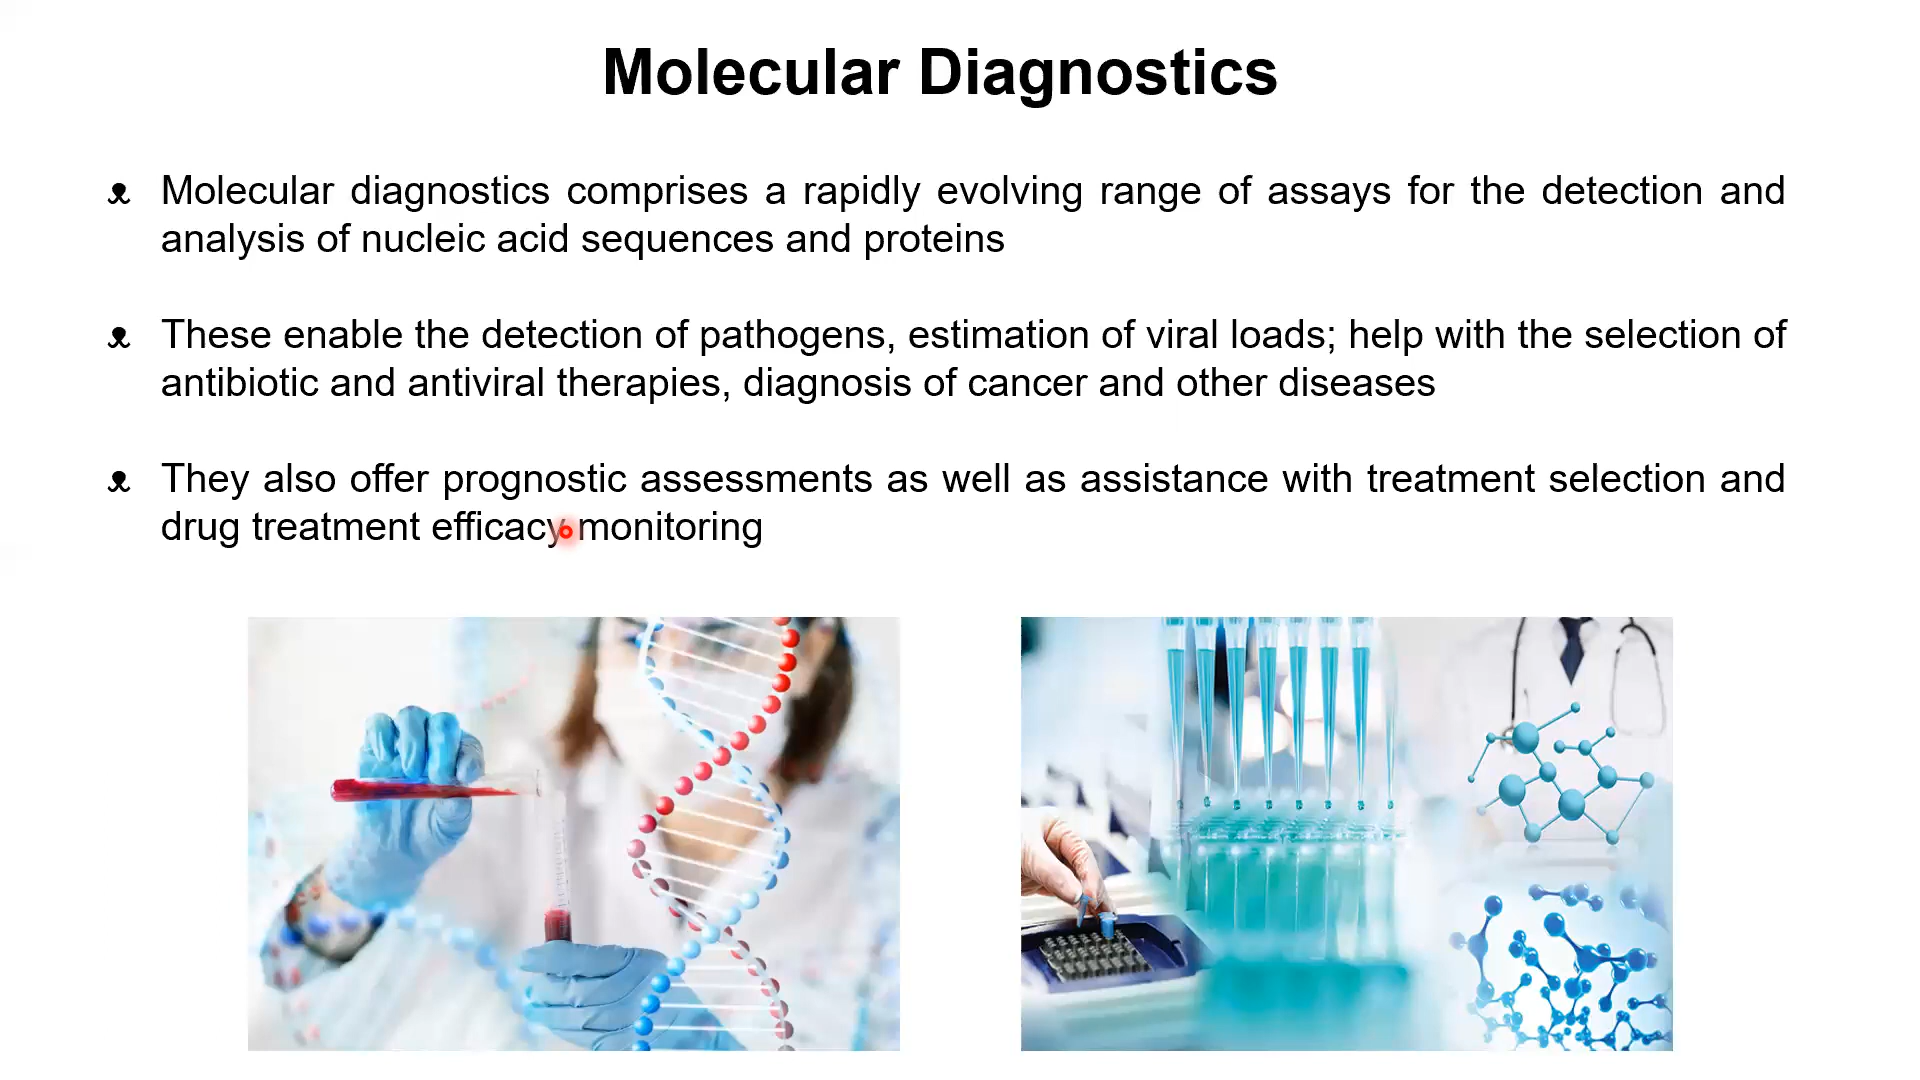 Molecular Diagnostics
ᴥ Molecular diagnostics comprises a rapidly evolving range of assays for the detection and
analysis of nucleic acid sequences and proteins
ᴥ These enable the detection of pathogens, estimation of viral loads; help with the selection of
antibiotic and antiviral therapies, diagnosis of cancer and other diseases
ᴥ They also offer prognostic assessments as well as assistance with treatment selection and
drug treatment efficacy monitoring